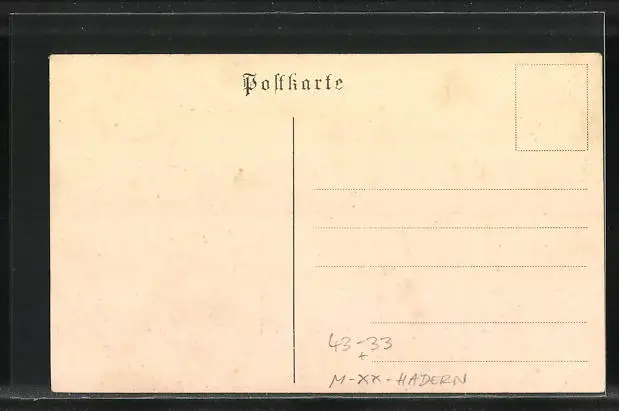 Postkarte
43-33
+
M-XX-HADERN